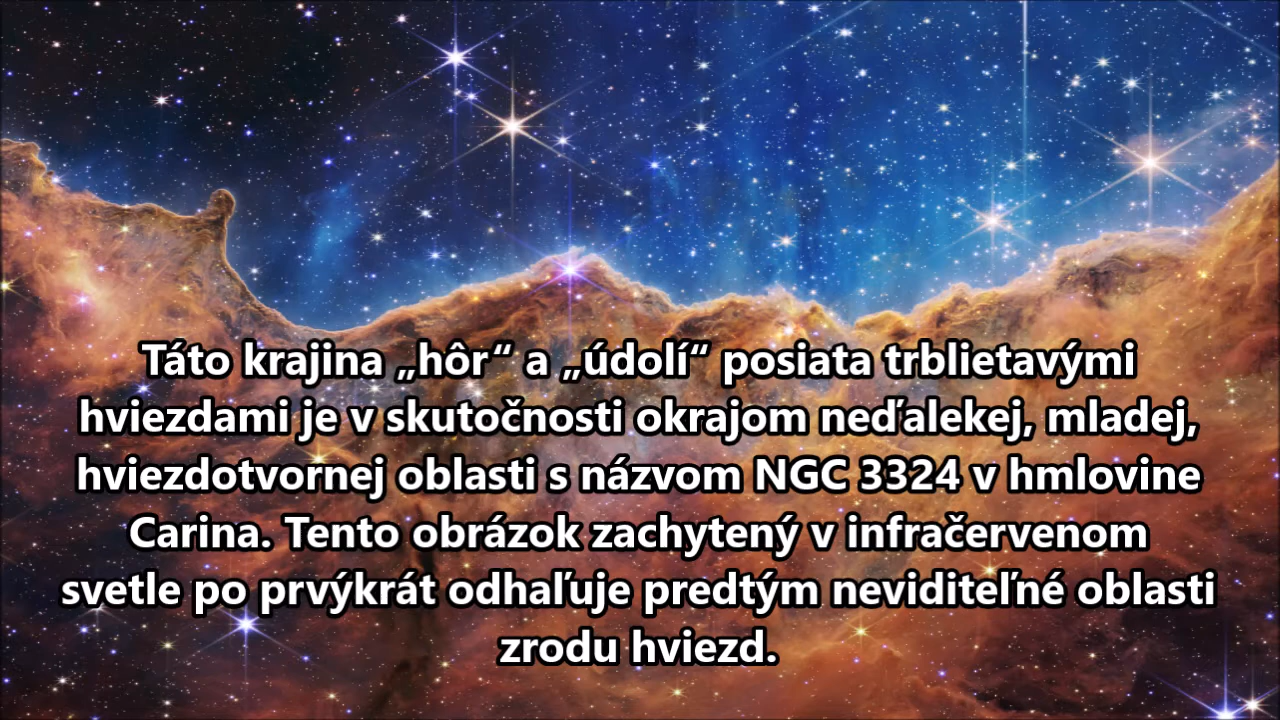 Táto krajina „hôr“ a „údolí“ posiata trblietavými
hviezdami je v skutočnosti okrajom neďalekej, mladej,
hviezdotvornej oblasti s názvom NGC 3324 v hmlovine
Carina. Tento obrázok zachytený v infračervenom
svetle po prvýkrát odhaľuje predtým neviditeľné oblasti
zrodu hviezd.